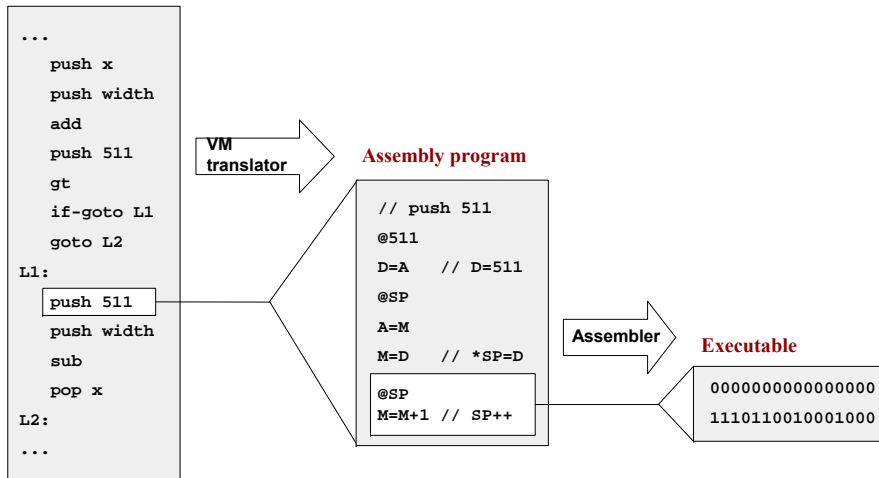 ...
push x
push width
add
push 511
gt
if-goto L1
goto L2
L1:
push 511
push width
sub
pop x
L2:
...
VM
translator
Assembly program
// push 511
@511
D=A // D=511
@SP
A=M
M=D // *SP=D
@SP
M=M+1 // SP++
Assembler
Executable
0000000000000000
1110110010001000